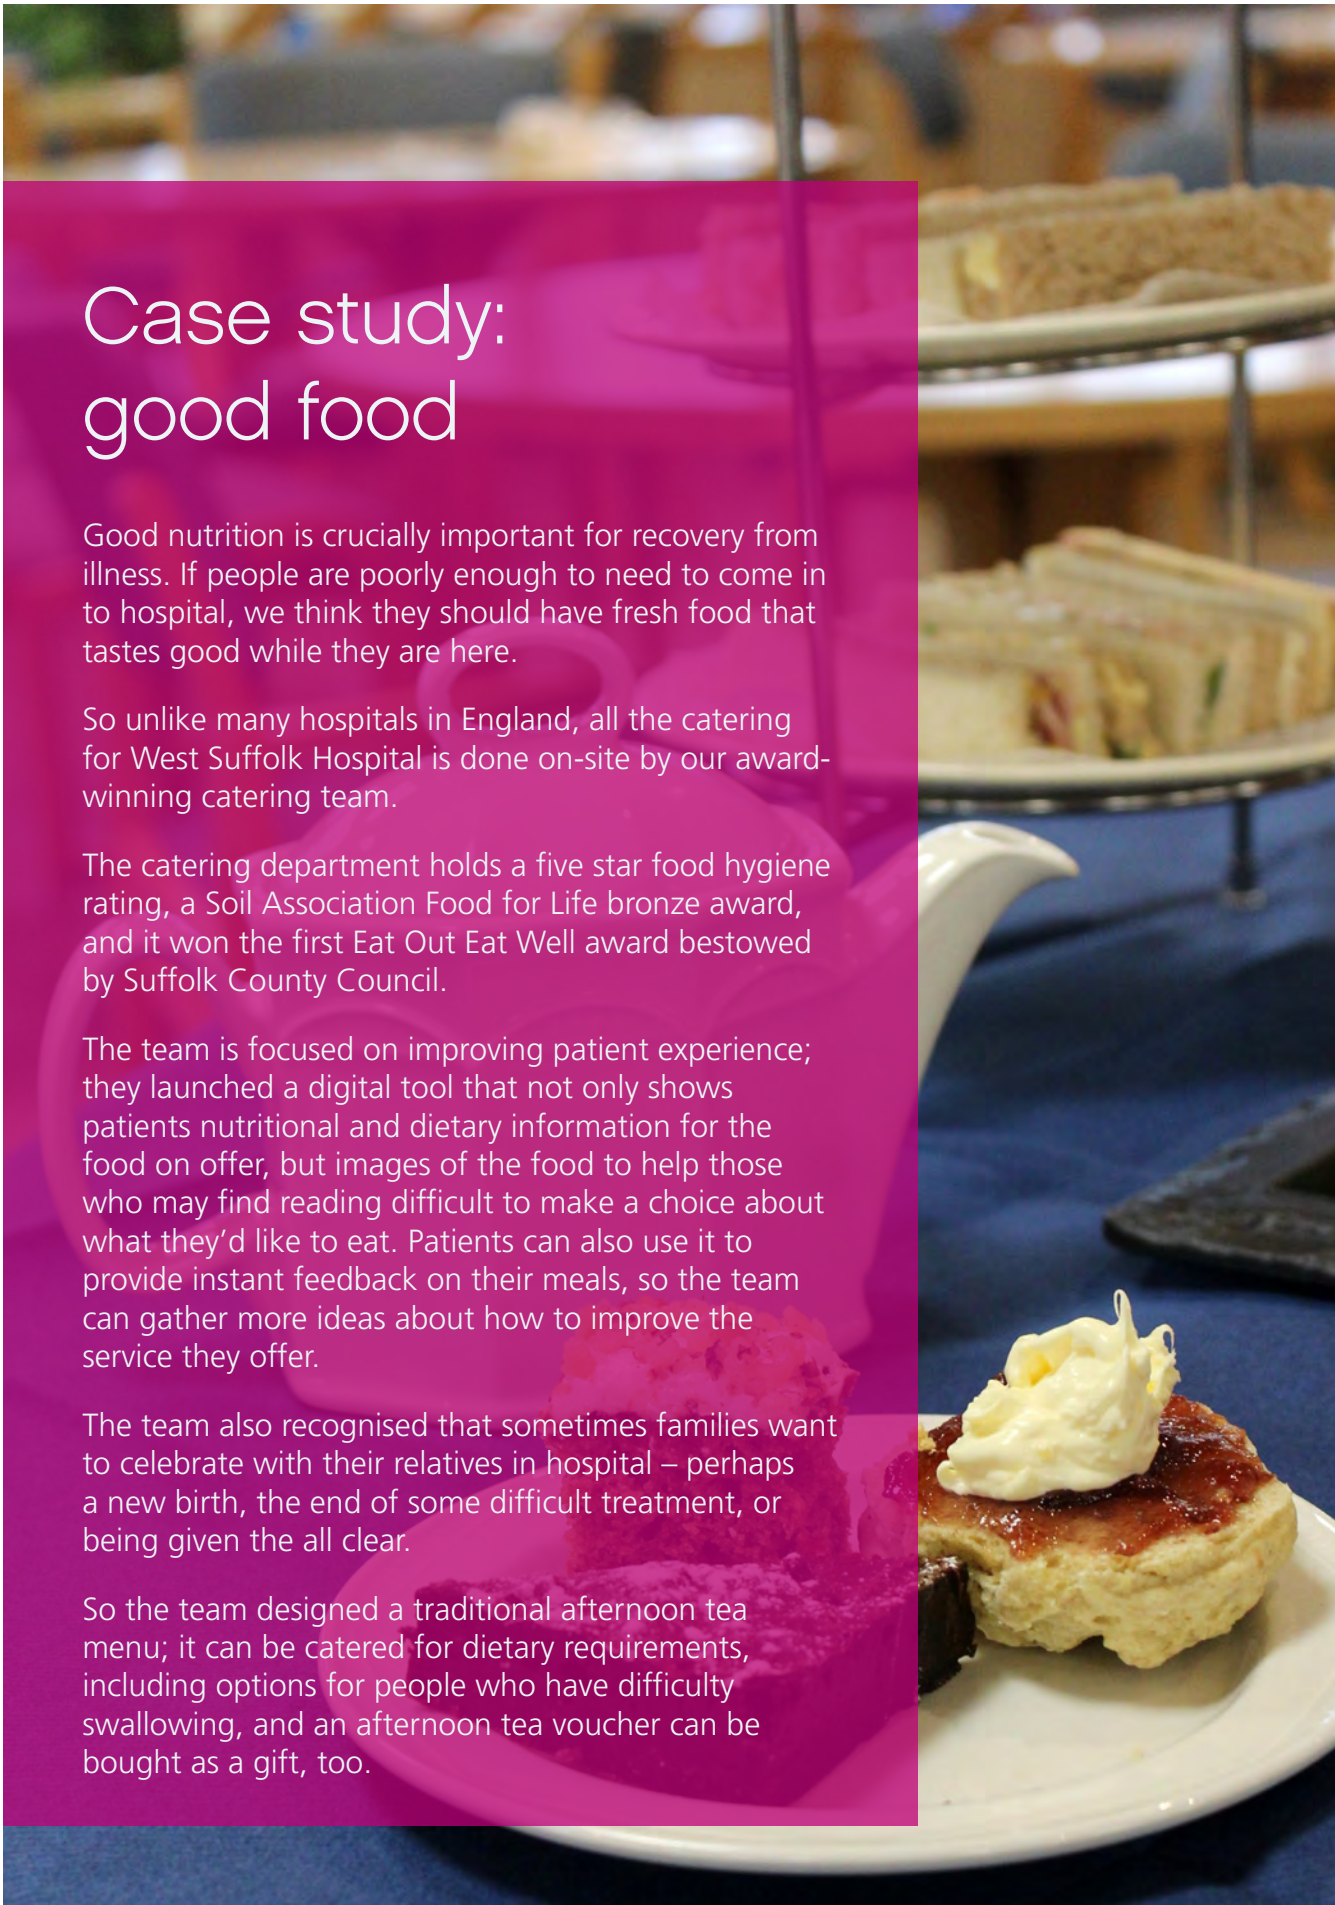 Case study:
good food
Good nutrition is crucially important for recovery from
illness. If people are poorly enough to need to come in
to hospital, we think they should have fresh food that
tastes good while they are here.
So unlike many hospitals in England, all the catering
for West Suffolk Hospital is done on-site by our award-
winning catering team.
The catering department holds a five star food hygiene
rating, a Soil Association Food for Life bronze award,
and it won the first Eat Out Eat Well award bestowed
by Suffolk County Council.
The team is focused on improving patient experience;
they launched a digital tool that not only shows
patients nutritional and dietary information for the
food on offer, but images of the food to help those
who may find reading difficult to make a choice about
what they’d like to eat. Patients can also use it to
provide instant feedback on their meals, so the team
can gather more ideas about how to improve the
service they offer.
The team also recognised that sometimes families want
to celebrate with their relatives in hospital – perhaps
a new birth, the end of some difficult treatment, or
being given the all clear.
So the team designed a traditional afternoon tea
menu; it can be catered for dietary requirements,
including options for people who have difficulty
swallowing, and an afternoon tea voucher can be
bought as a gift, too.